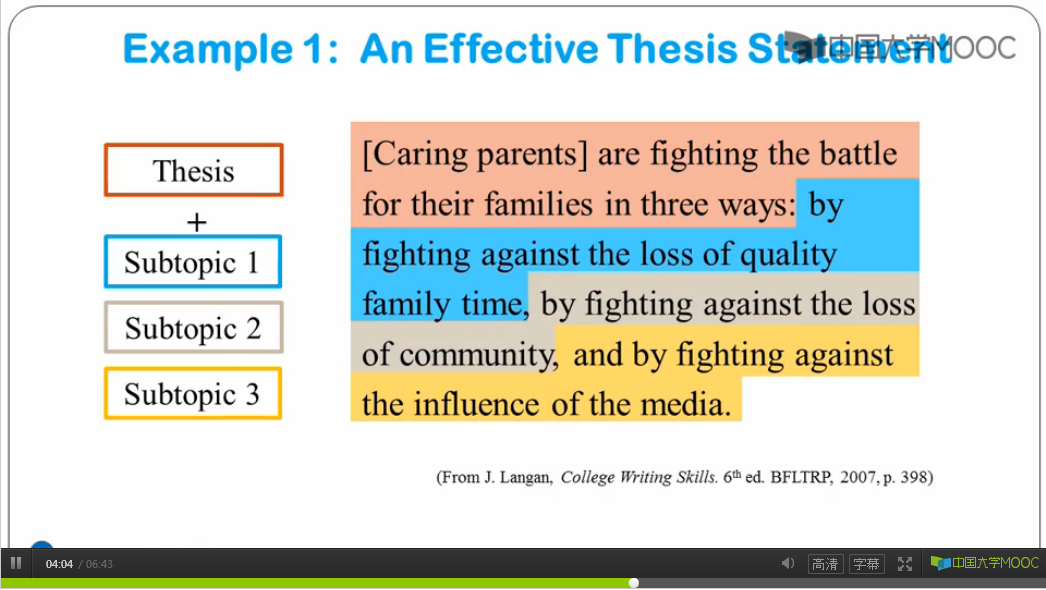 Example 1: An Effective Thesis Statement
中国大学MOOC
Thesis
+
Subtopic 1
Subtopic 2
Subtopic 3
[Caring parents] are fighting the battle
for their families in three ways: by
fighting against the loss of quality
family time, by fighting against the loss
of community, and by fighting against
the influence of the media.
(From J. Langan, College Writing Skills. 6th ed. BFLTRP, 2007, p. 398)
04:04 / 06:43
高清
字幕
中国大学MOOC